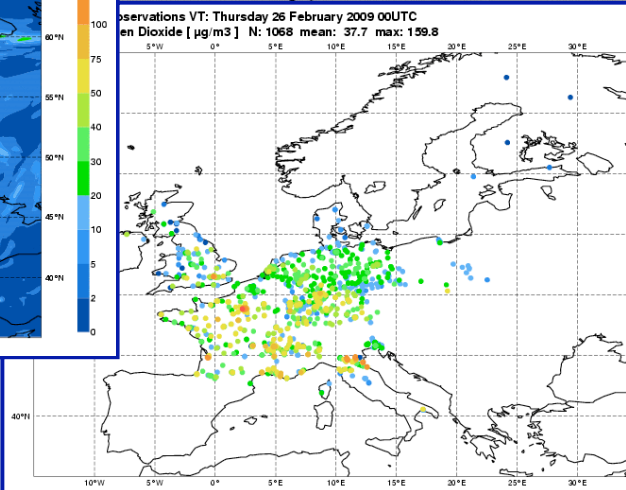 servations VT: Thursday 26 February 2009 00UTC
en Dioxide [ µg/m3 ] N: 1068 mean: 37.7 max: 159.8
5°W 0° 5°E 10°E 15°E 20°E 25°E 30°E
100
75
50
40
30
20
10
5
2
0
60°N
55°N
50°N
45°N
40°N
40°N
10°W 5°W 0° 5°E 10°E 15°E 20°E 25°E 30°E